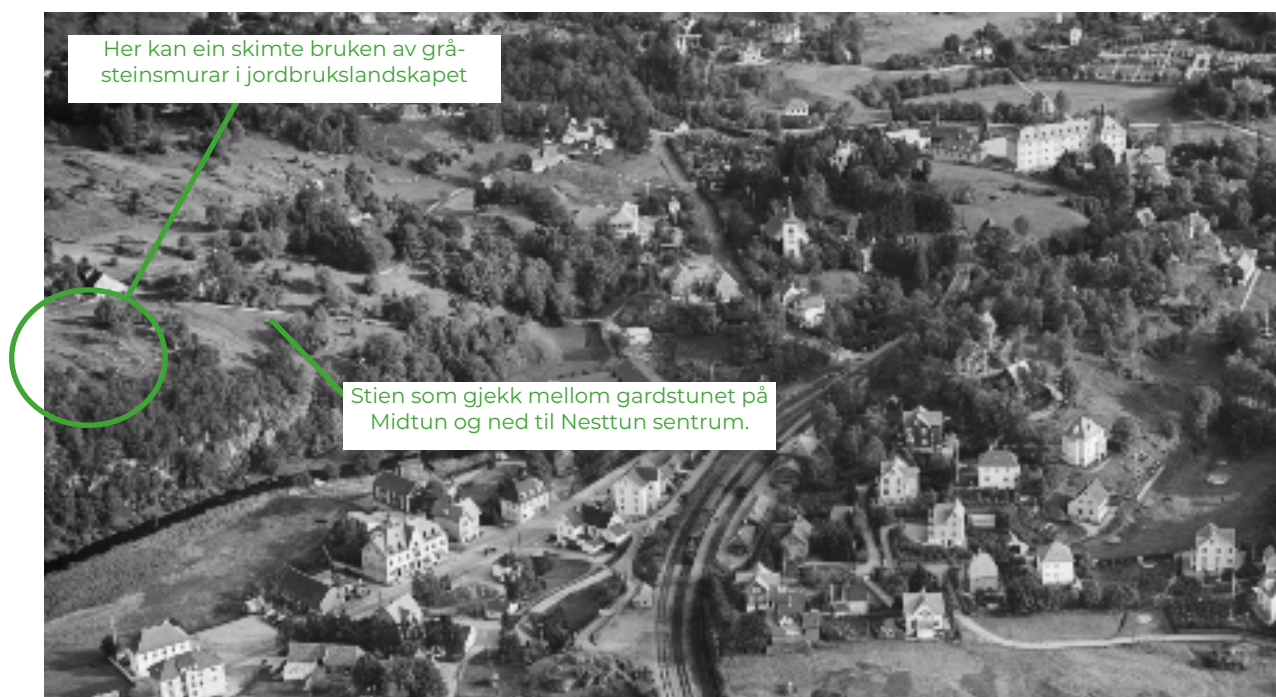 Her kan ein skimte bruken av grå-
steinsmurar i jordbrukslandskapet
Stien som gjekk mellom gardstunet på
Midtun og ned til Nesttun sentrum.